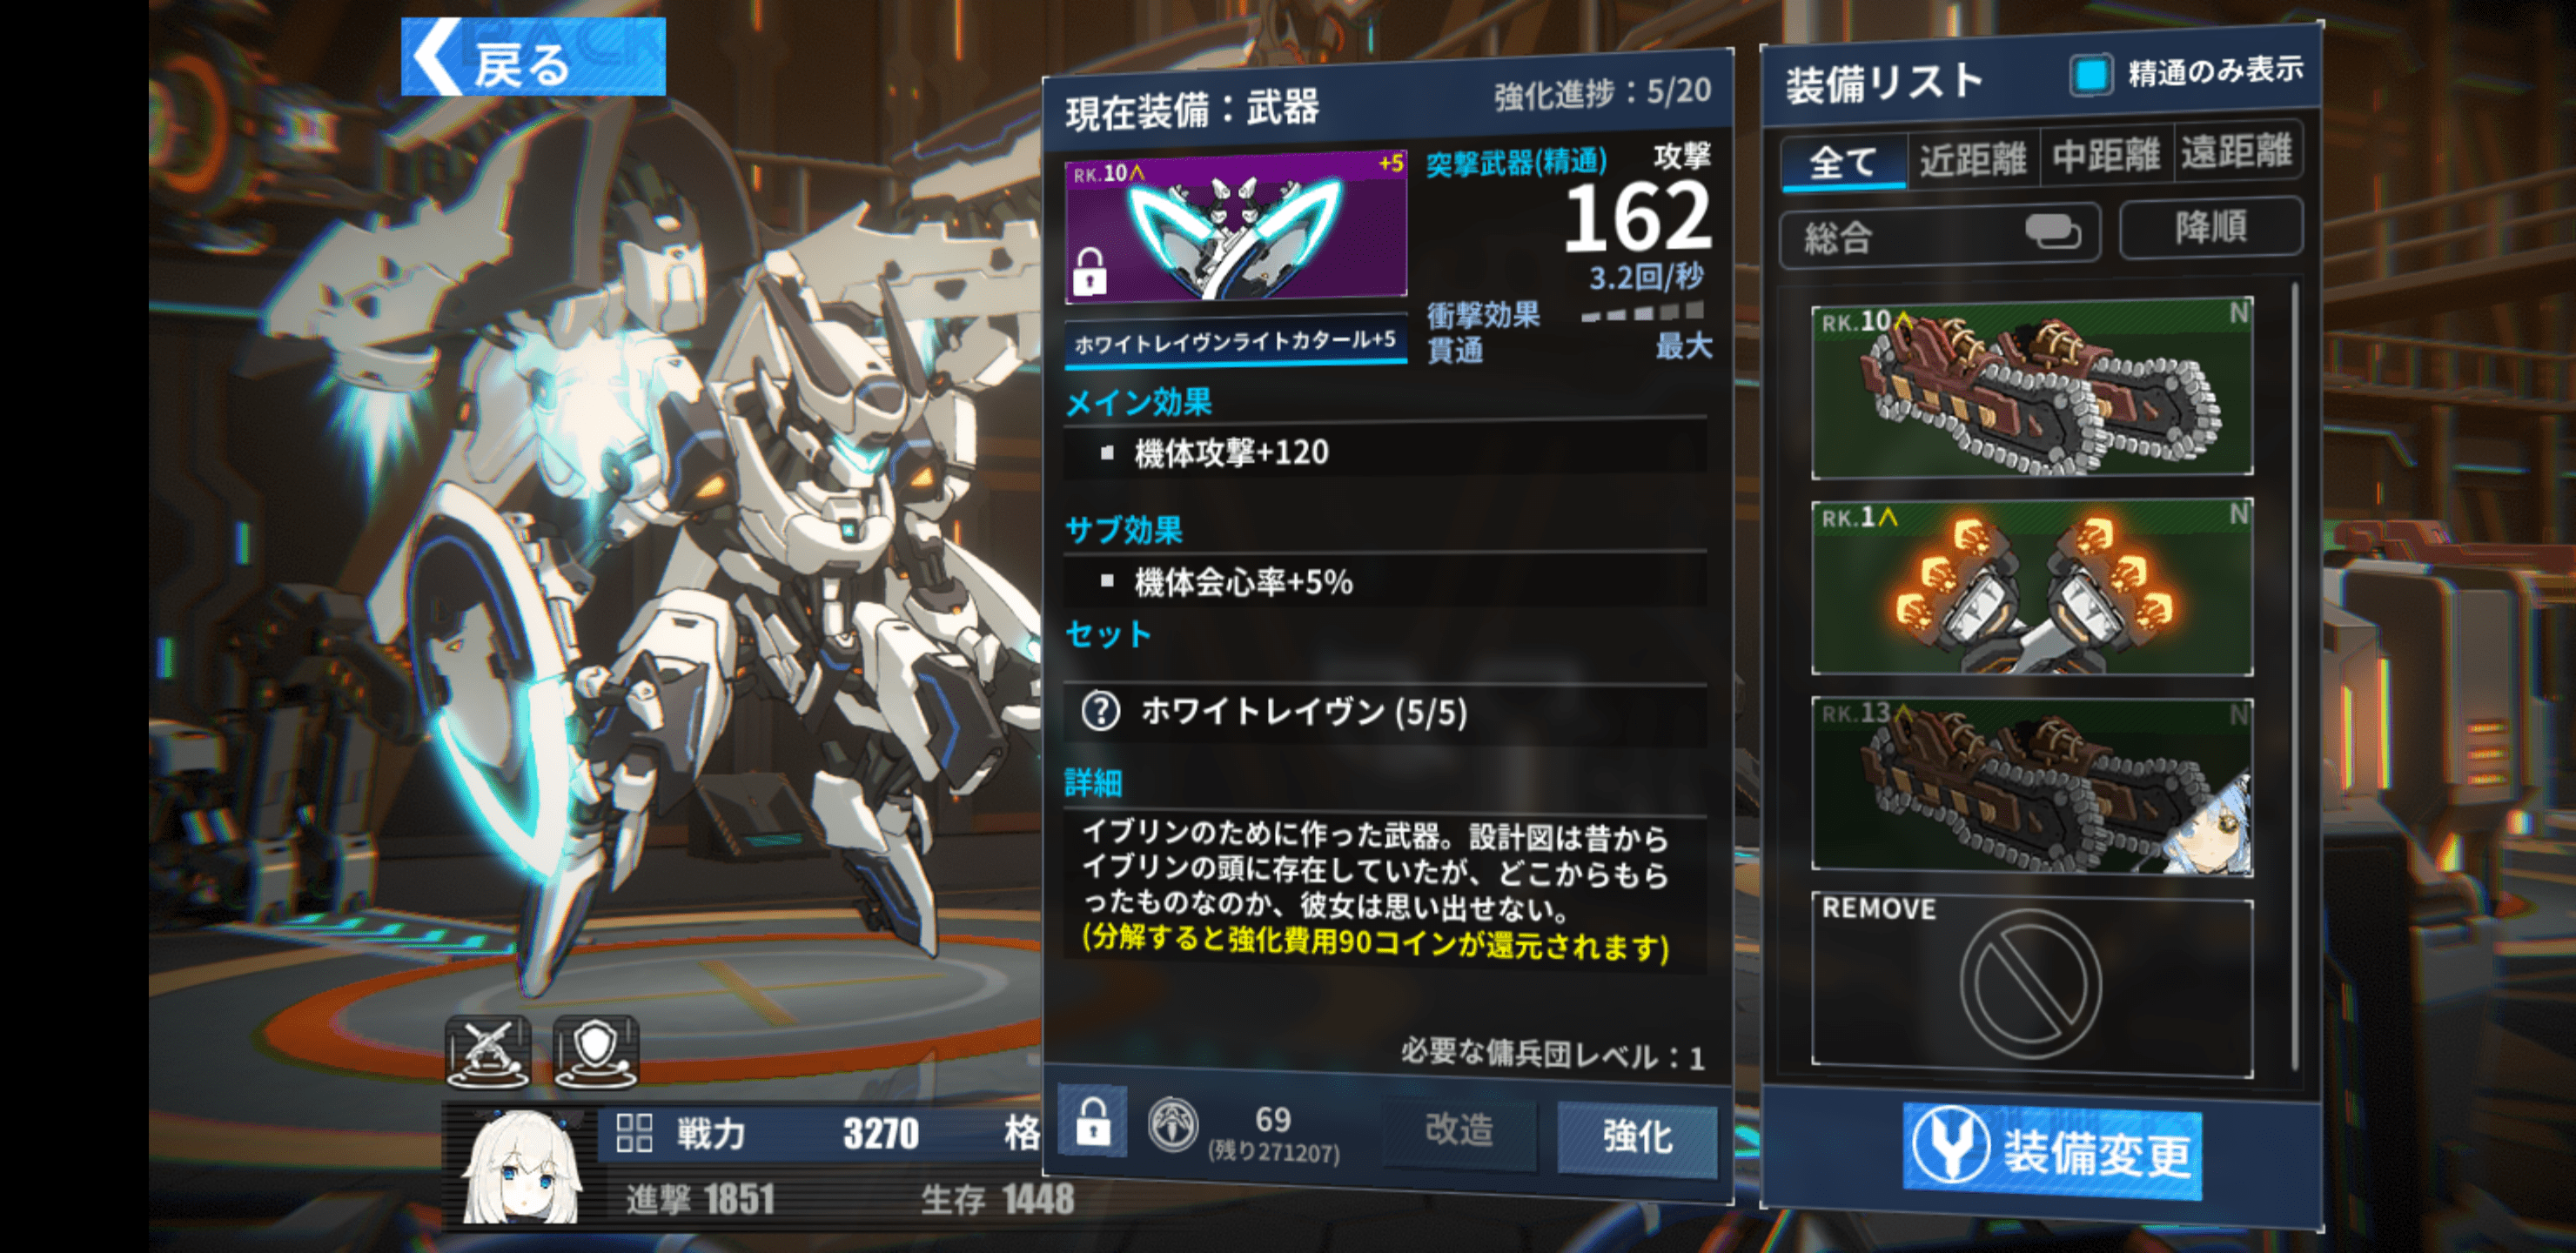 戻る
現在装備：武器
強化進捗：5/20
RK.10
+5
突撃武器(精通)
攻撃
162
3.2回/秒
衝撃効果
貫通
最大
ホワイトレイヴンライトカタール+5
メイン効果
機体攻撃+120
サブ効果
機体会心率+5%
セット
? ホワイトレイヴン (5/5)
詳細
イブリンのために作った武器。設計図は昔から
イブリンの頭に存在していたが、どこからもら
ったものなのか、彼女は思い出せない。
(分解すると強化費用90コインが還元されます)
必要な傭兵団レベル：1
69
(残り271207)
改造
強化
装備リスト
精通のみ表示
全て
近距離
中距離
遠距離
総合
降順
RK.10
N
RK.1
N
RK.13
N
REMOVE
装備変更
戦力 3270 格
進撃 1851 生存 1448